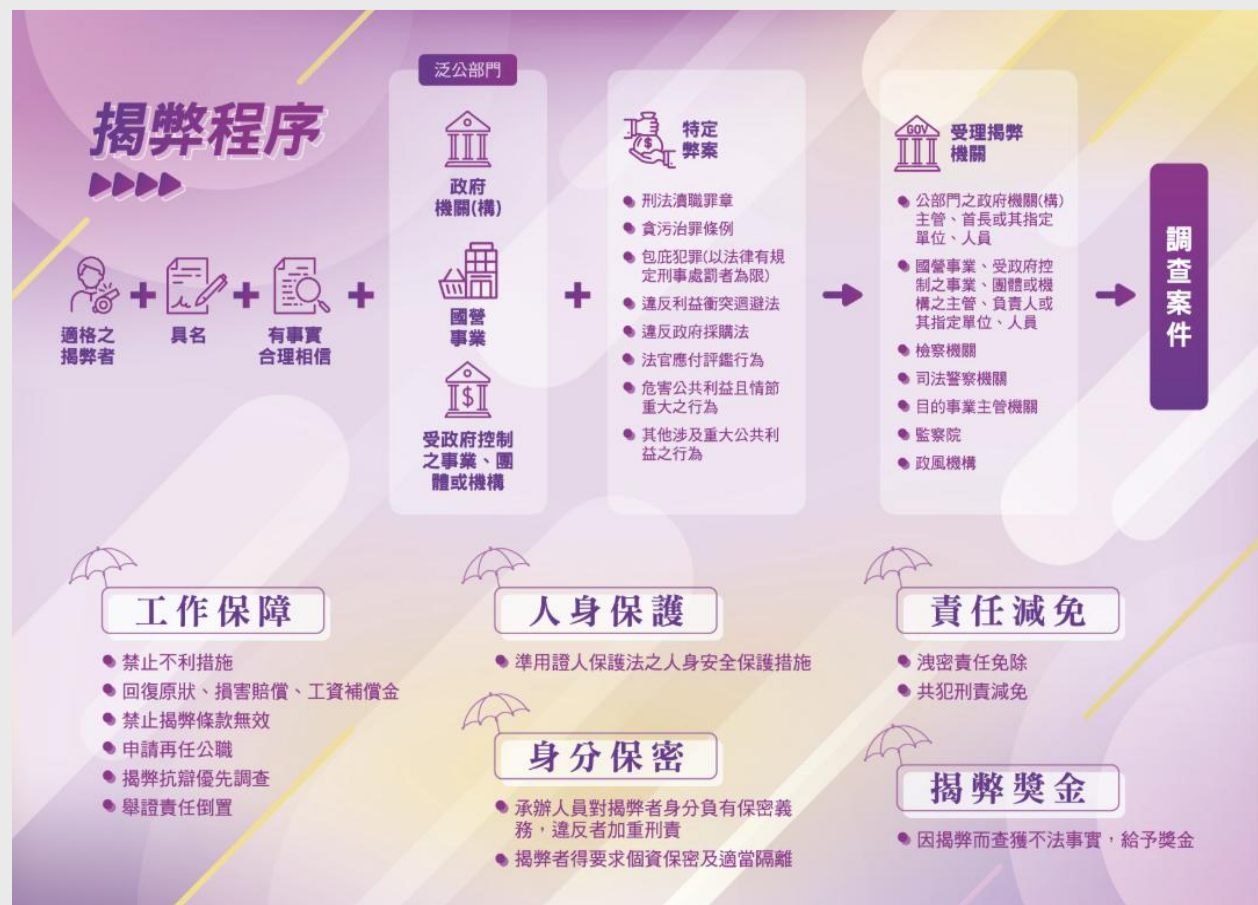 揭弊程序
適格之
揭弊者
+
具名
+
有事實
合理相信
+
泛公部門
政府
機關(構)
國營
事業
$
受政府控制
之事業、團
體或機構
+
$
特定
弊案
刑法瀆職罪章
貪污治罪條例
包庇犯罪(以法律有規
定刑事處罰者為限)
違反利益衝突迴避法
違反政府採購法
法官應付評鑑行為
危害公共利益且情節
重大之行為
其他涉及重大公共利
益之行為
GOV
受理揭弊
機關
公部門之政府機關(構)
主管、首長或其指定
單位、人員
國營事業、受政府控
制之事業、團體或機
構之主管、負責人或
其指定單位、人員
檢察機關
司法警察機關
目的事業主管機關
監察院
政風機構
調查案件
工作保障
禁止不利措施
回復原狀、損害賠償、工資補償金
禁止揭弊條款無效
申請再任公職
揭弊抗辯優先調查
舉證責任倒置
人身保護
準用證人保護法之人身安全保護措施
身分保密
承辦人員對揭弊者身分負有保密義
務，違反者加重刑責
揭弊者得要求個資保密及適當隔離
責任減免
洩密責任免除
共犯刑責減免
揭弊獎金
因揭弊而查獲不法事實，給予獎金